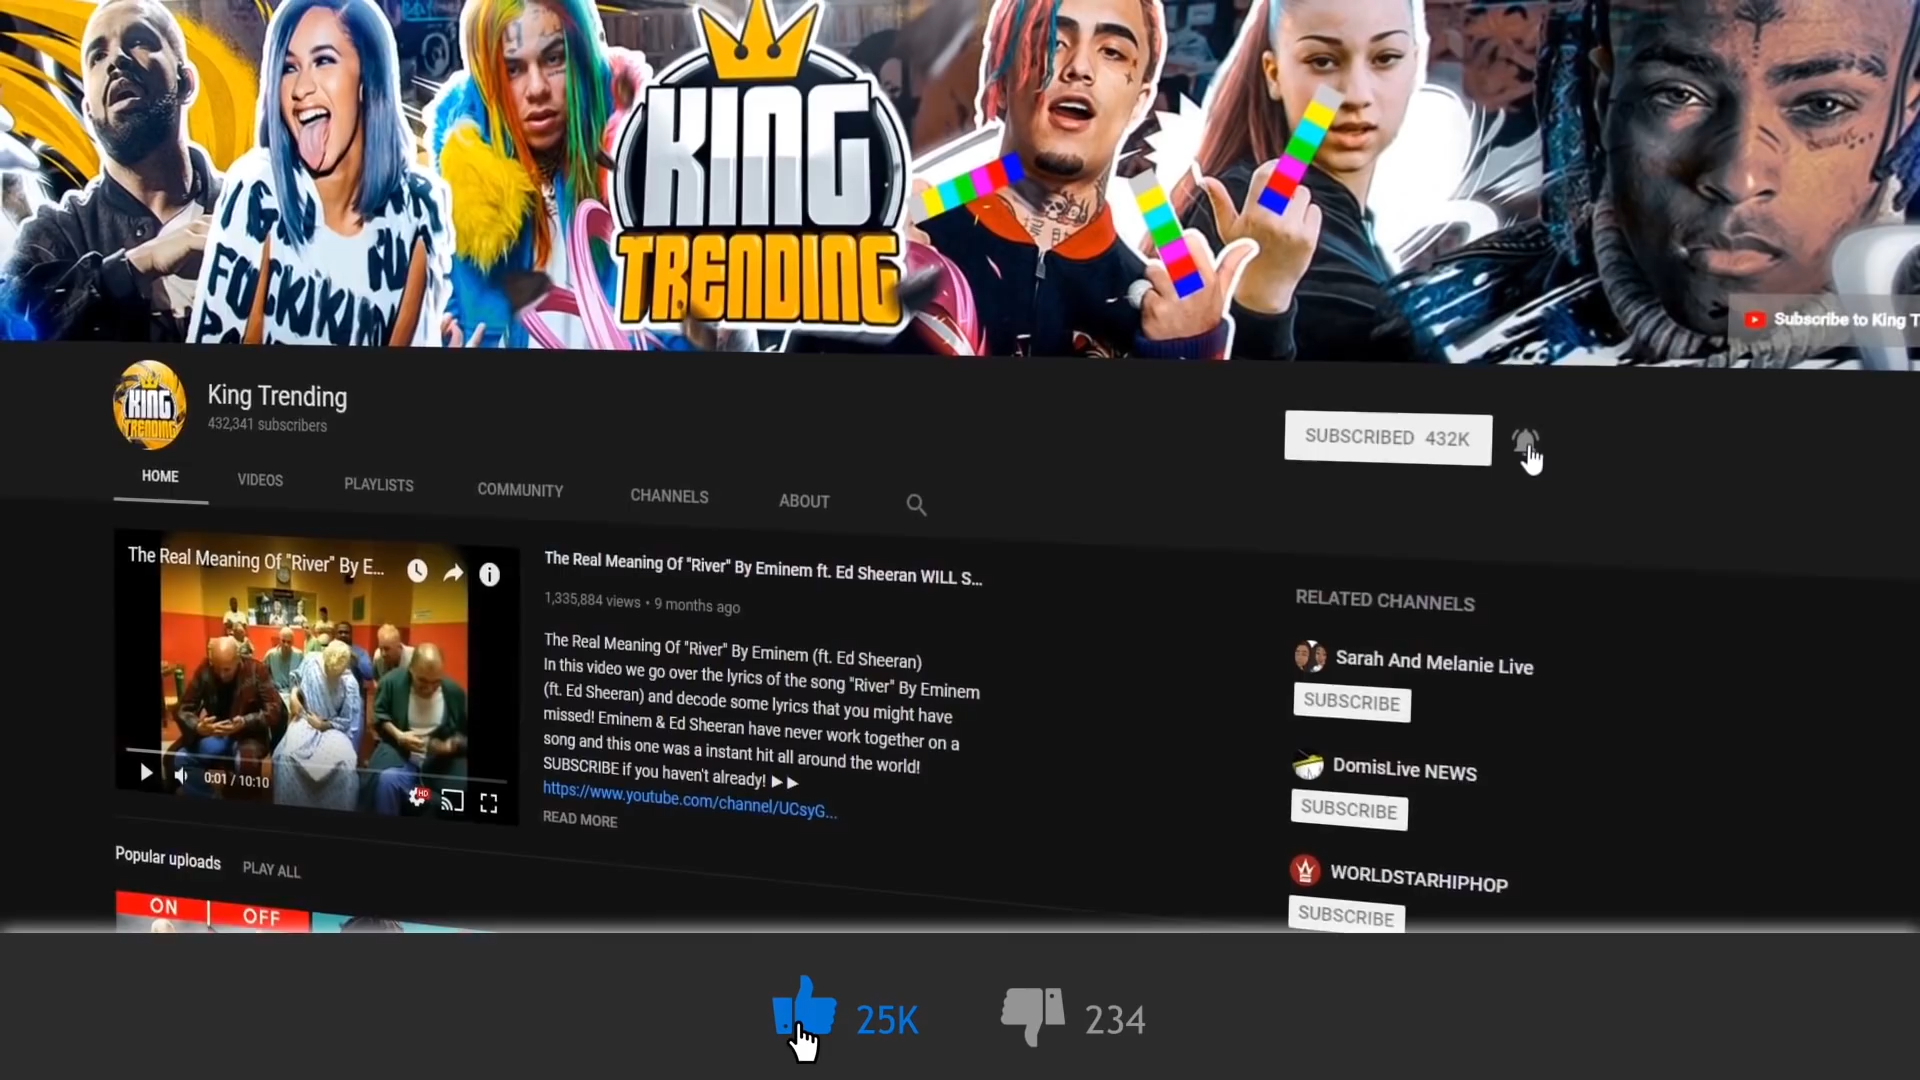 KING
TRENDING
Subscribe to King T
KING
TRENDING
King Trending
432,341 subscribers
SUBSCRIBED 432K
HOME VIDEOS PLAYLISTS COMMUNITY CHANNELS ABOUT
The Real Meaning Of "River" By E...
0:01 / 10:10
HD
The Real Meaning Of "River" By Eminem ft. Ed Sheeran WILL S...
1,335,884 views • 9 months ago
The Real Meaning Of "River" By Eminem (ft. Ed Sheeran)
In this video we go over the lyrics of the song "River" By Eminem
(ft. Ed Sheeran) and decode some lyrics that you might have
missed! Eminem & Ed Sheeran have never work together on a
song and this one was a instant hit all around the world!
SUBSCRIBE if you haven't already! ►►
https://www.youtube.com/channel/UCsyG...
READ MORE
RELATED CHANNELS
Sarah And Melanie Live
SUBSCRIBE
DomisLive NEWS
SUBSCRIBE
WORLDSTARHIPHOP
SUBSCRIBE
Popular uploads PLAY ALL
ON OFF
25K 234